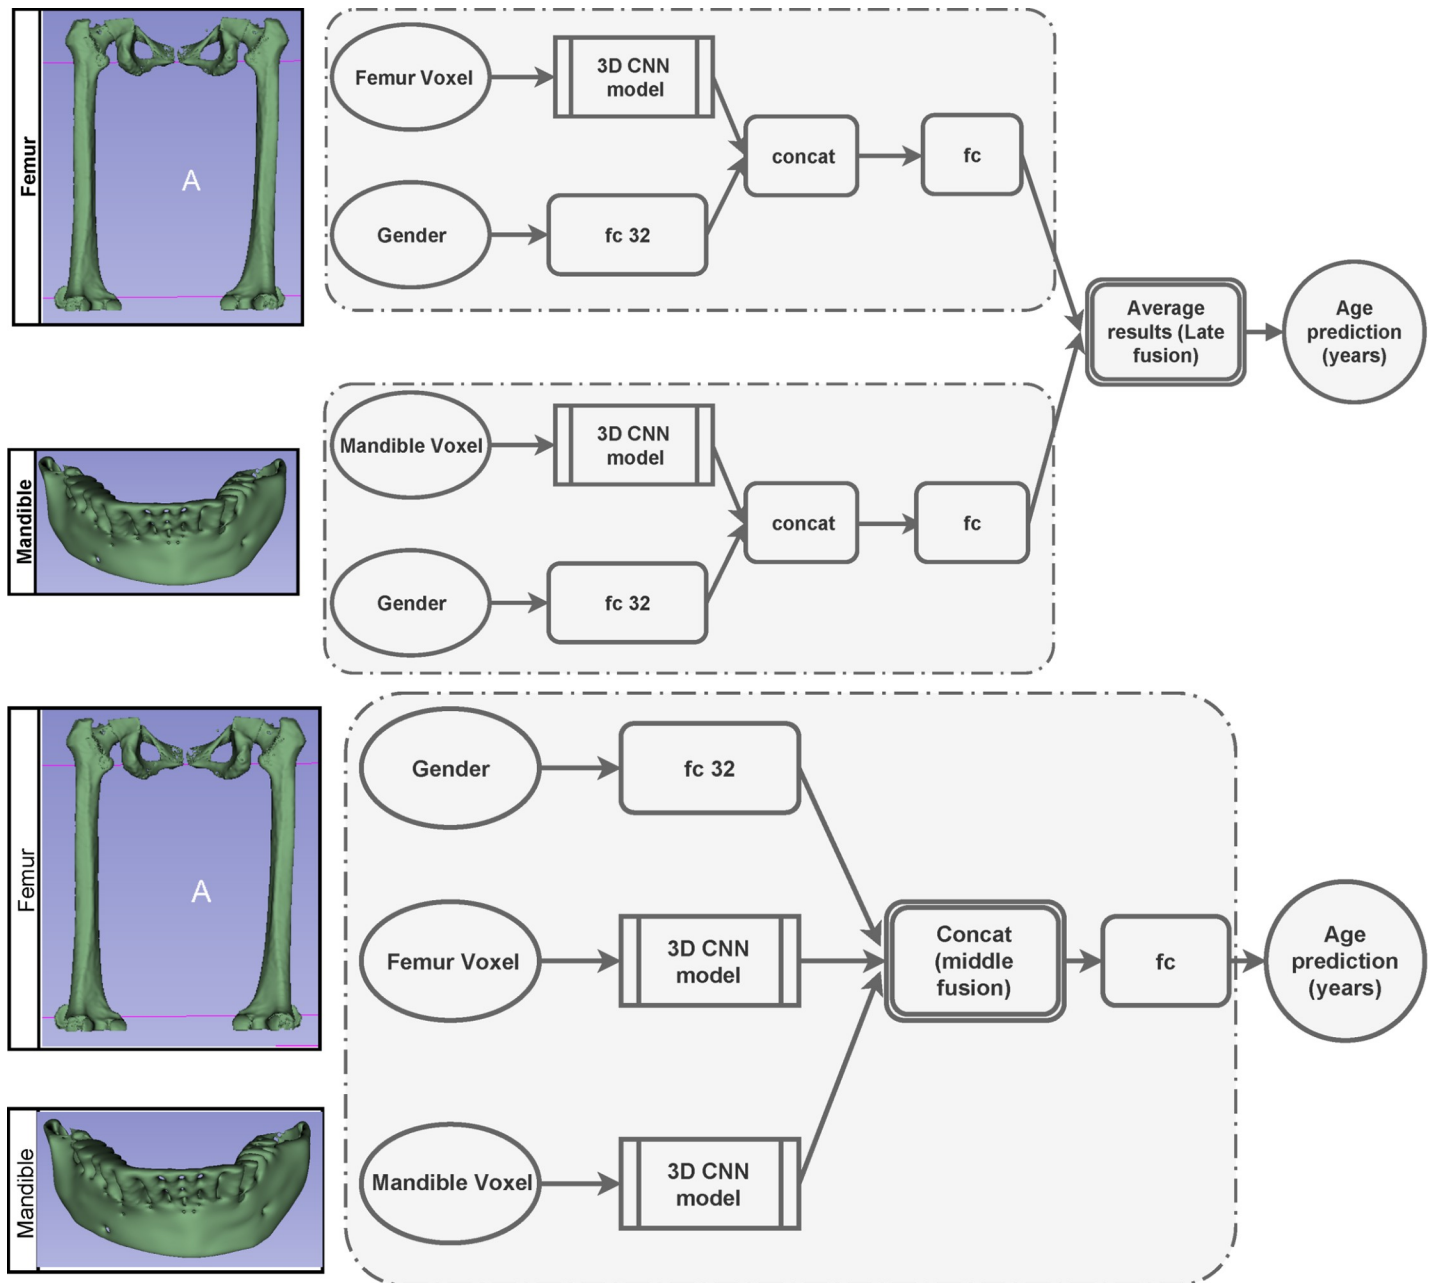 Femur
A
Femur Voxel
3D CNN
model
Gender
fc 32
concat
fc
Mandible
Mandible Voxel
3D CNN
model
Gender
fc 32
concat
fc
Average
results (Late
fusion)
Age
prediction
(years)
Femur
A
Mandible
Gender
fc 32
Femur Voxel
3D CNN
model
Mandible Voxel
3D CNN
model
Concat
(middle
fusion)
fc
Age
prediction
(years)